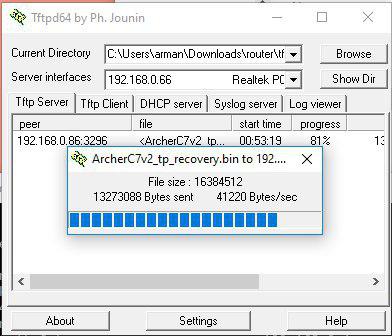 Tftpd64 by Ph. Jounin
Current Directory C:\Users\arman\Downloads\router\tf Browse
Server interfaces 192.168.0.66 Realtek PC Show Dir
Tftp Server Tftp Client DHCP server Syslog server Log viewer
peer file start time progress
192.168.0.86:3296 <ArcherC7v2_tp... 00:53:19 81% 13
ArcherC7v2_tp_recovery.bin to 192....
File size : 16384512
13273088 Bytes sent 41220 Bytes/sec
About Settings Help